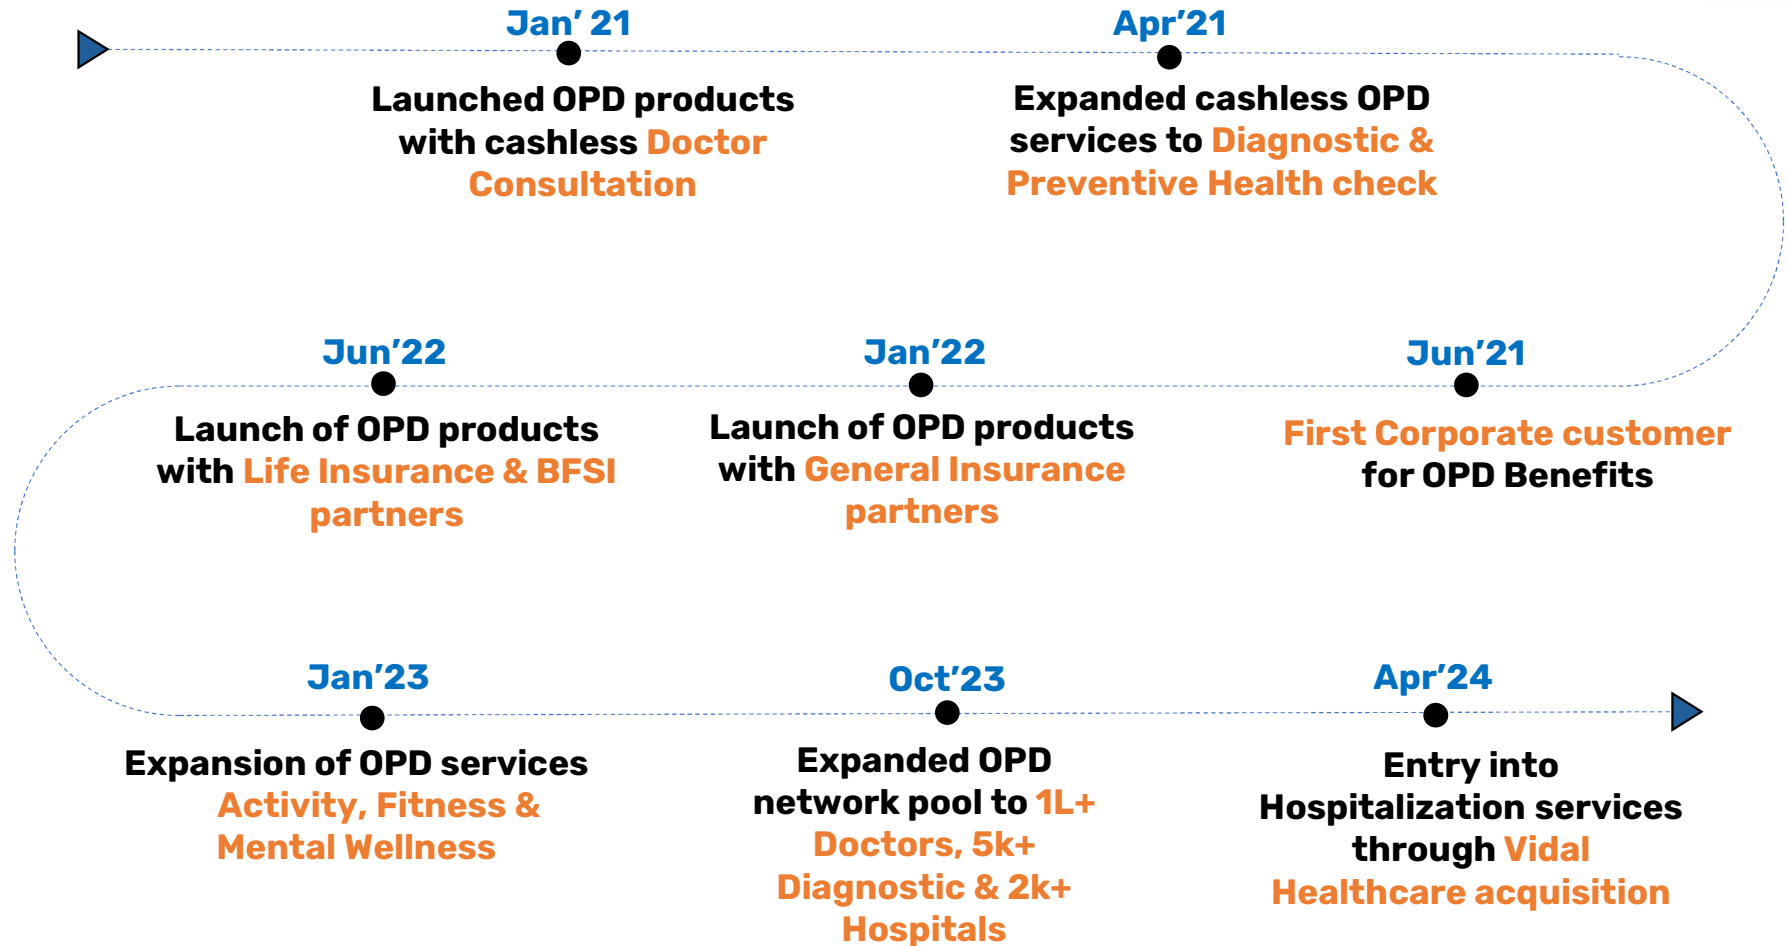 Jan' 21
Launched OPD products
with cashless Doctor
Consultation
Apr'21
Expanded cashless OPD
services to Diagnostic &
Preventive Health check
Jun'21
First Corporate customer
for OPD Benefits
Jan'22
Launch of OPD products
with General Insurance
partners
Jun'22
Launch of OPD products
with Life Insurance & BFSI
partners
Jan'23
Expansion of OPD services
Activity, Fitness &
Mental Wellness
Oct'23
Expanded OPD
network pool to 1L+
Doctors, 5k+
Diagnostic & 2k+
Hospitals
Apr'24
Entry into
Hospitalization services
through Vidal
Healthcare acquisition